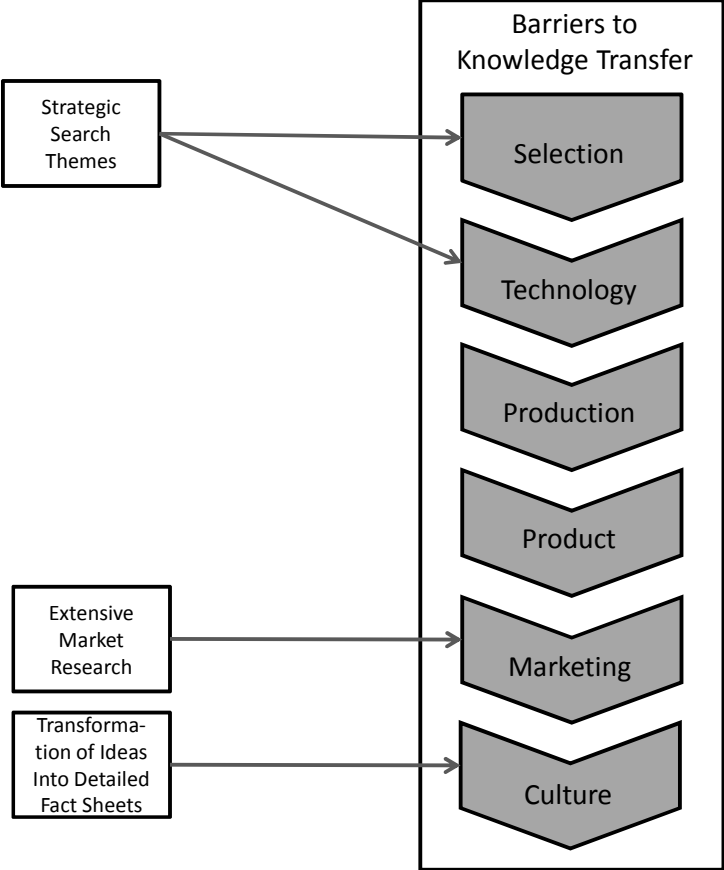 Barriers to
Knowledge Transfer
Strategic
Search
Themes
Selection
Technology
Production
Product
Extensive
Market
Research
Marketing
Transforma-
tion of Ideas
Into Detailed
Fact Sheets
Culture